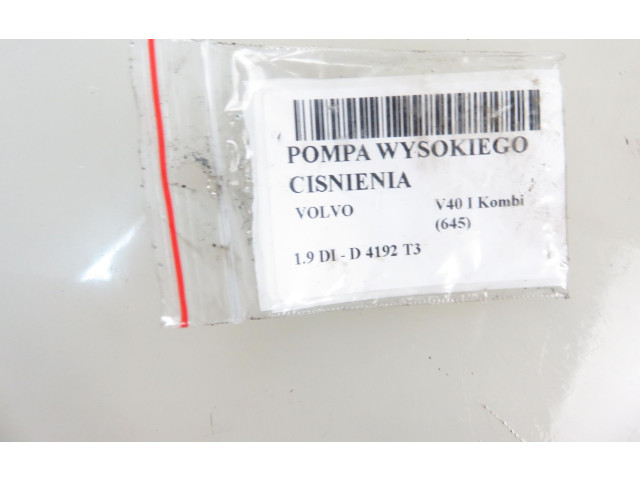 POMPA WYSOKIEGO
CISNIENIA
VOLVO V40 I Kombi
(645)
1.9 DI - D 4192 T3